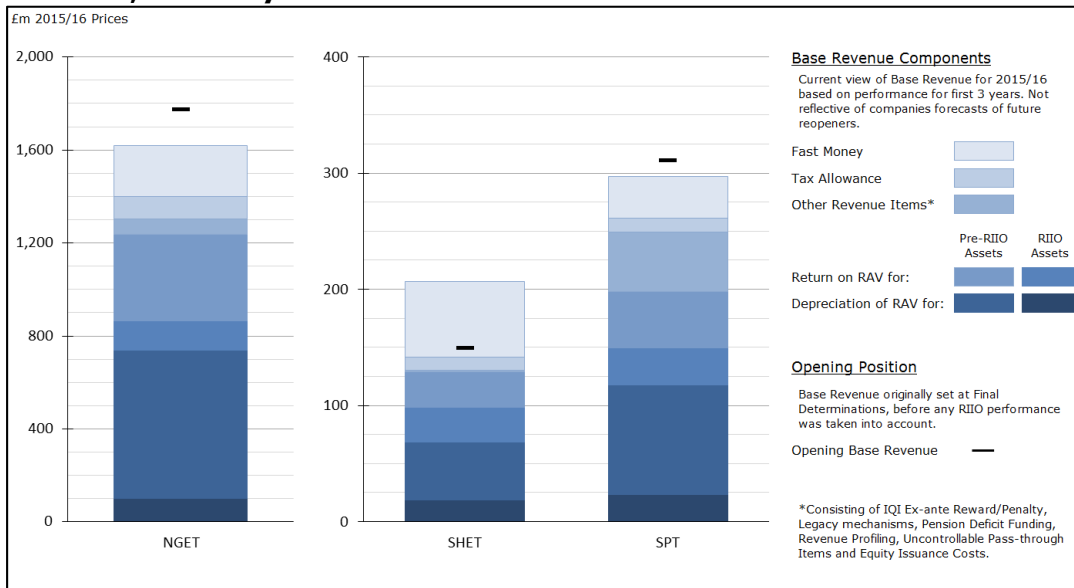 £m 2015/16 Prices
2,000
1,600
1,200
800
400
0
NGET
400
300
200
100
0
SHET
SPT
Base Revenue Components
Current view of Base Revenue for 2015/16
based on performance for first 3 years. Not
reflective of companies forecasts of future
reopeners.
Fast Money
Tax Allowance
Other Revenue Items*
Pre-RIIO
Assets
RIIO
Assets
Return on RAV for:
Depreciation of RAV for:
Opening Position
Base Revenue originally set at Final
Determinations, before any RIIO performance
was taken into account.
Opening Base Revenue
*Consisting of IQI Ex-ante Reward/Penalty,
Legacy mechanisms, Pension Deficit Funding,
Revenue Profiling, Uncontrollable Pass-through
Items and Equity Issuance Costs.